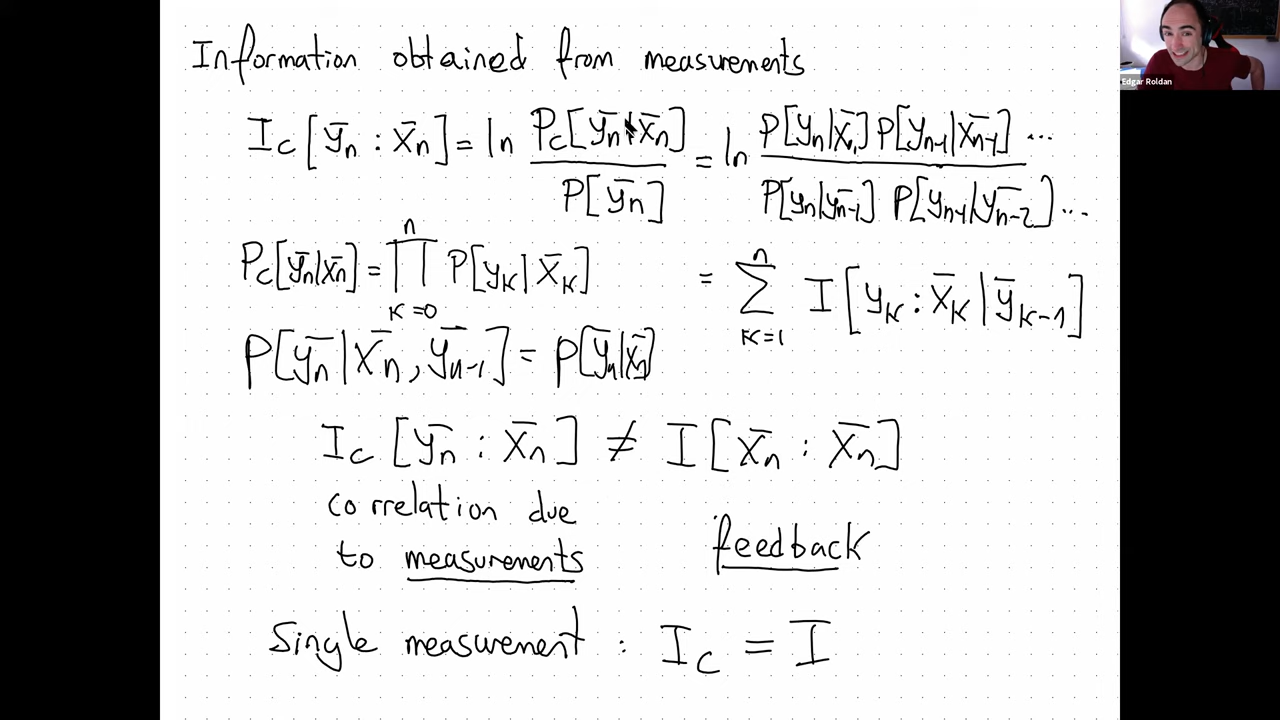 Information obtained from measurements
I_c [ȳ_n : x̄_n] = ln P_c[ȳ_n|x̄_n] / P[ȳ_n] = ln P[y_n|x̄_n] P[y_{n-1}|x̄_{n-1}] ... / P[y_n|ȳ_{n-1}] P[y_{n-1}|ȳ_{n-2}] ...
P_c[ȳ_n|x̄_n] = ∏_{k=0}^{n} P[y_k|x̄_k]
= ∑_{k=1}^{n} I[y_k : x̄_k | ȳ_{k-1}]
P[ȳ_n | x̄_n, ȳ_{n-1}] = P[ȳ_n|x̄_n]
I_c [ȳ_n : x̄_n] ≠ I [x̄_n : x̄_n]
correlation due
to measurements
feedback
Single measurement : I_c = I
Edgar Roldan